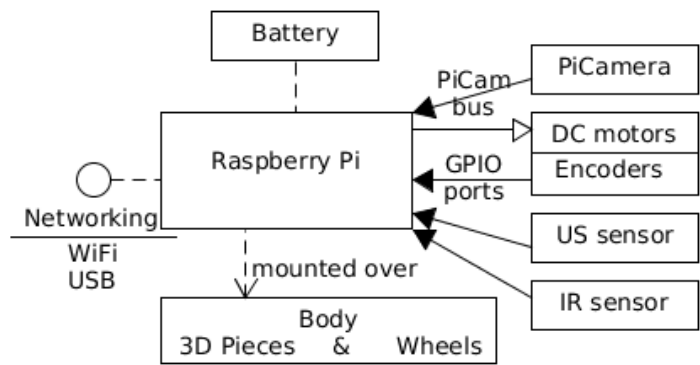 Battery
PiCamera
PiCam
bus
DC motors
Raspberry Pi
Encoders
GPIO
ports
Networking
WiFi
USB
US sensor
mounted over
IR sensor
Body
3D Pieces & Wheels